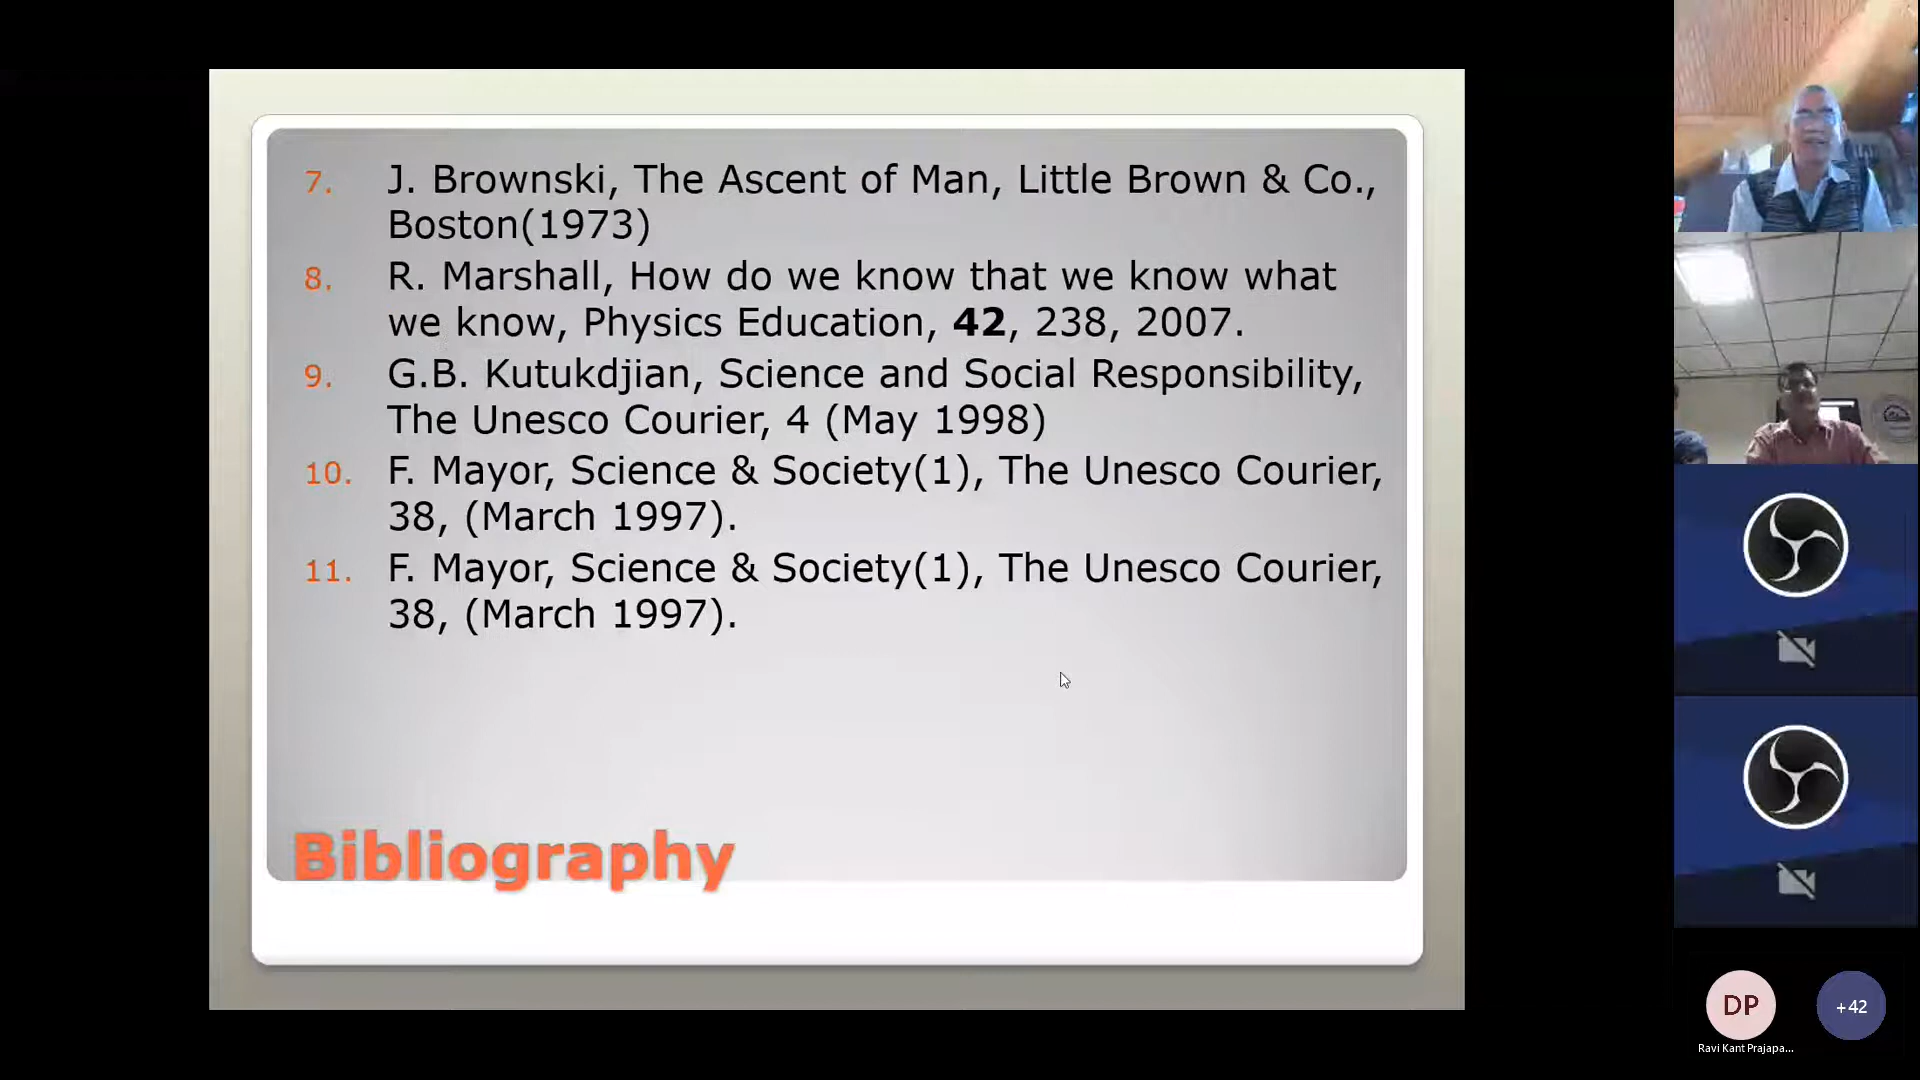 7. J. Brownski, The Ascent of Man, Little Brown & Co.,
Boston(1973)
8. R. Marshall, How do we know that we know what
we know, Physics Education, 42, 238, 2007.
9. G.B. Kutukdjian, Science and Social Responsibility,
The Unesco Courier, 4 (May 1998)
10. F. Mayor, Science & Society(1), The Unesco Courier,
38, (March 1997).
11. F. Mayor, Science & Society(1), The Unesco Courier,
38, (March 1997).
Bibliography
DP
+42
Ravi Kant Prajapa...